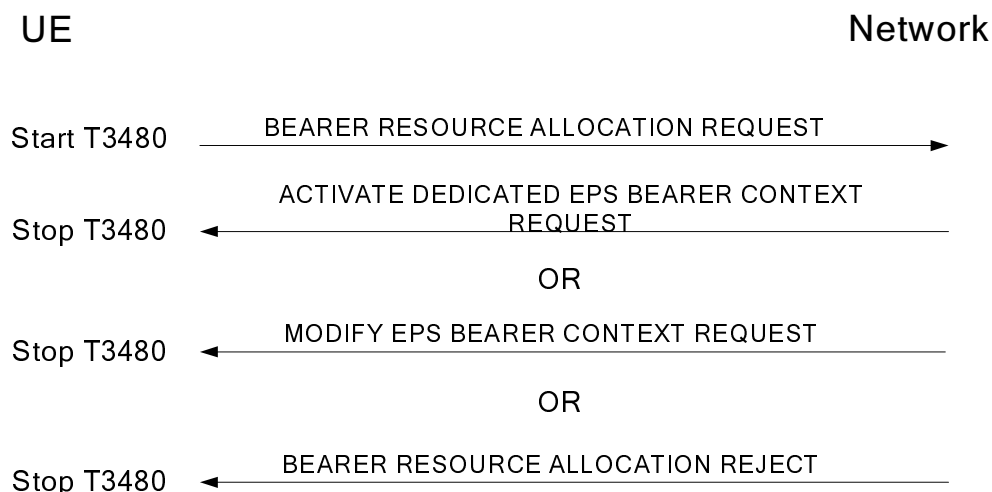 UE Network
Start T3480 BEARER RESOURCE ALLOCATION REQUEST
ACTIVATE DEDICATED EPS BEARER CONTEXT
REQUEST
Stop T3480
OR
Stop T3480 MODIFY EPS BEARER CONTEXT REQUEST
OR
Stop T3480 BEARER RESOURCE ALLOCATION REJECT